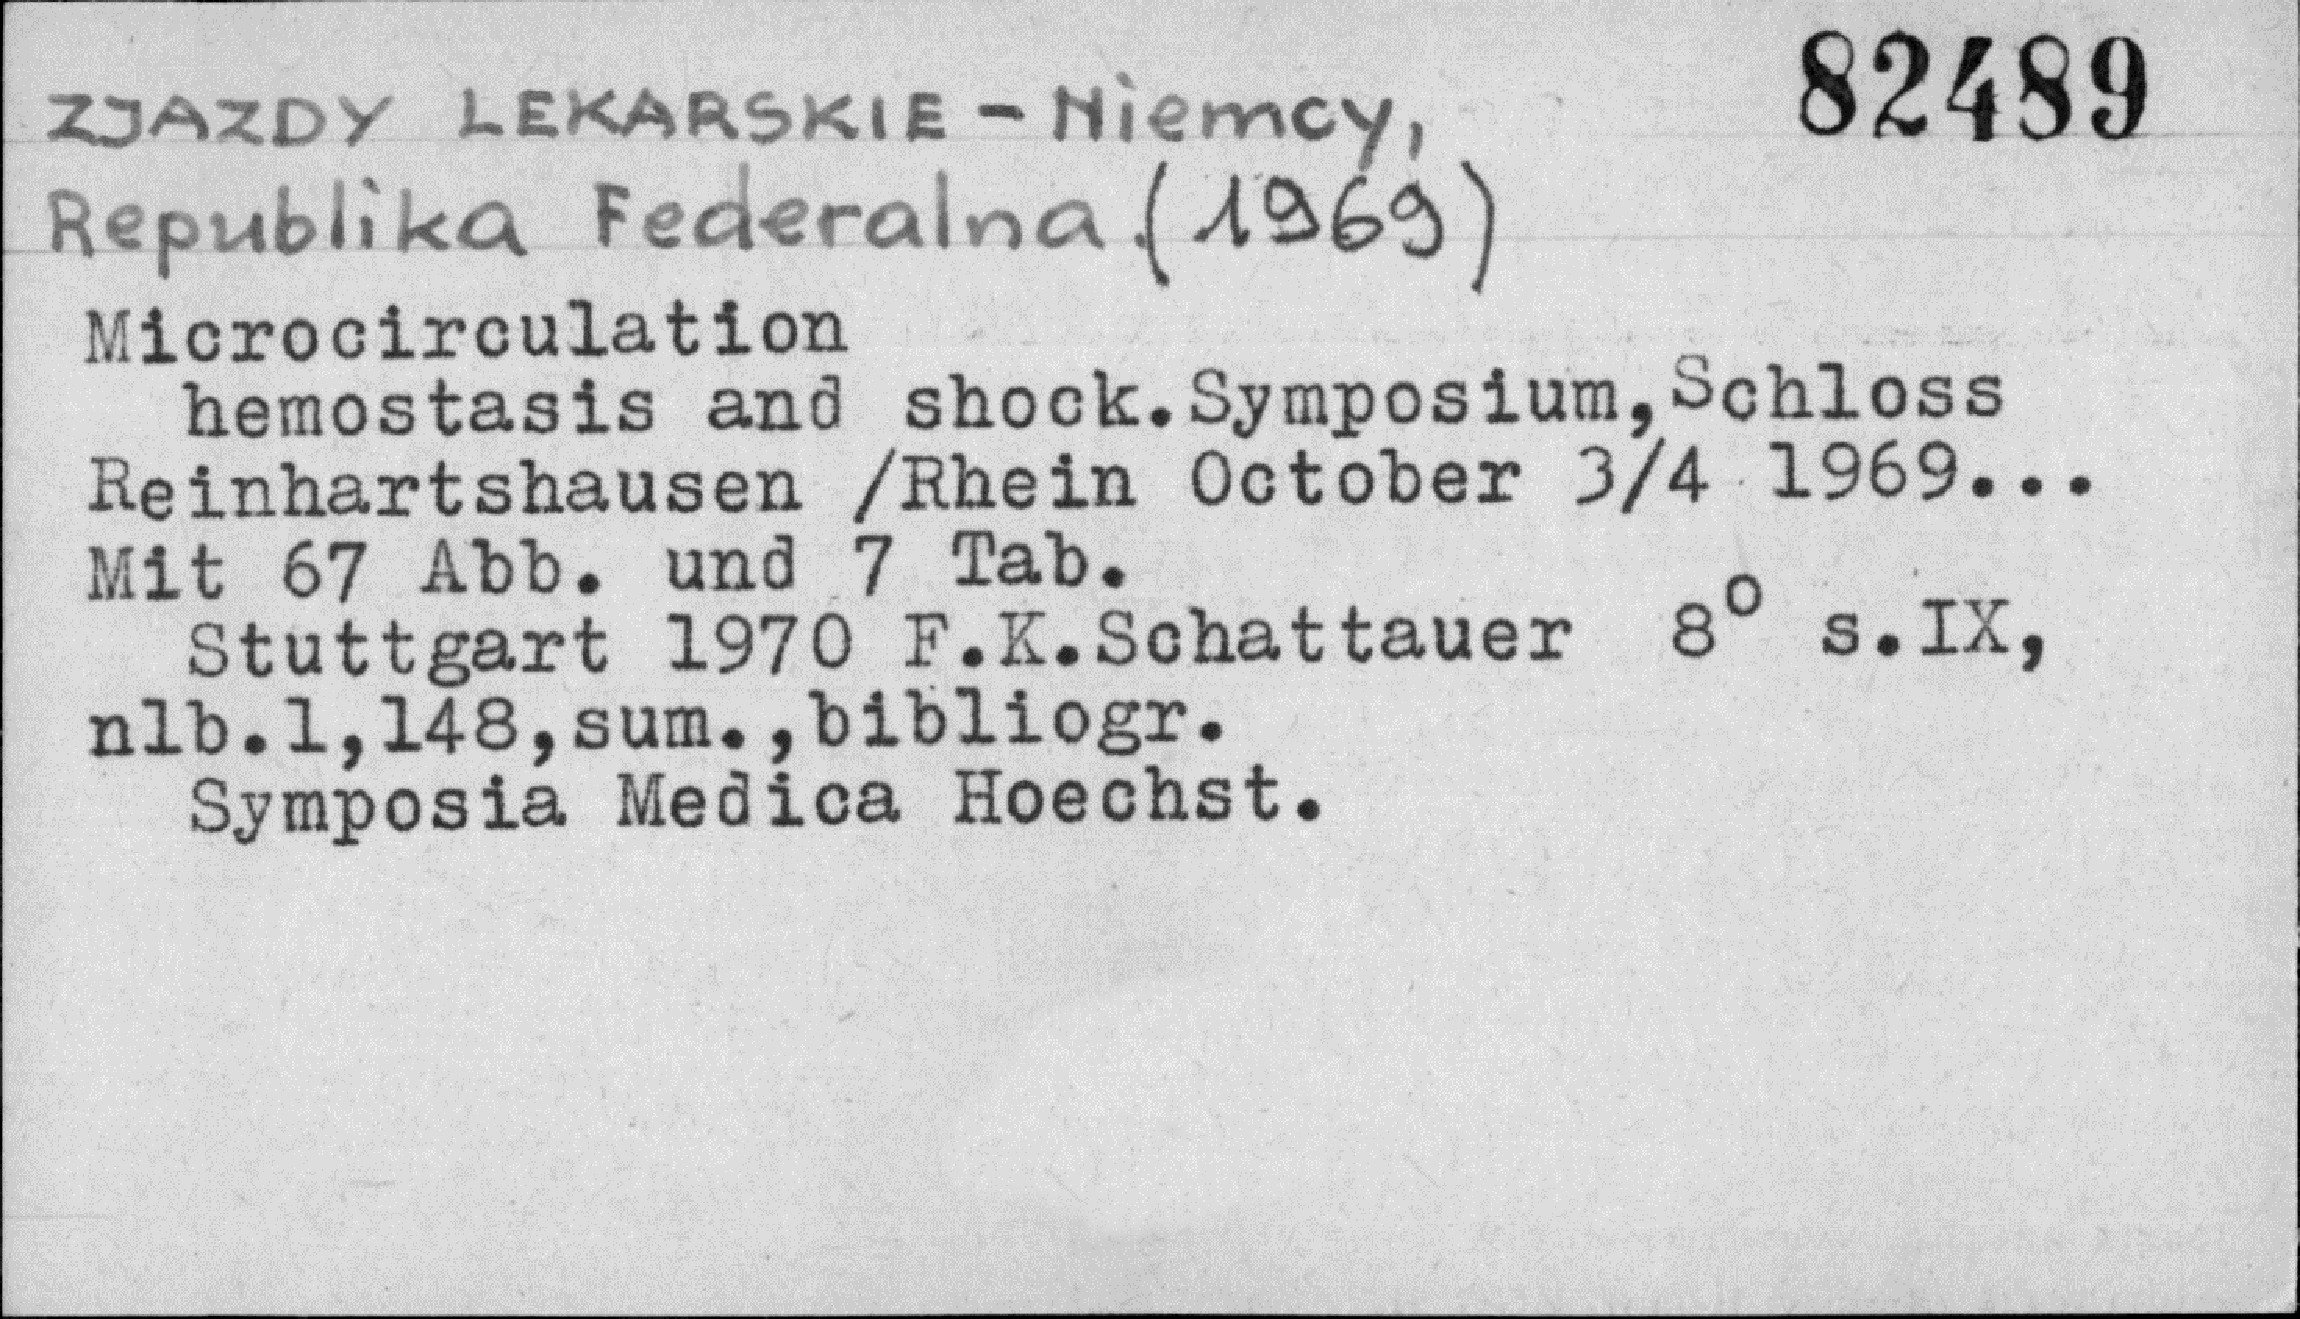 82489
ZJAZDY LEKARSKIE - Niemcy,
Republika Federalna. (1969)
Microcirculation
hemostasis and shock.Symposium,Schloss
Reinhartshausen /Rhein October 3/4 1969...
Mit 67 Abb. und 7 Tab.
Stuttgart 1970 F.K.Schattauer 8° s.IX,
nlb.1,148,sum.,bibliogr.
Symposia Medica Hoechst.